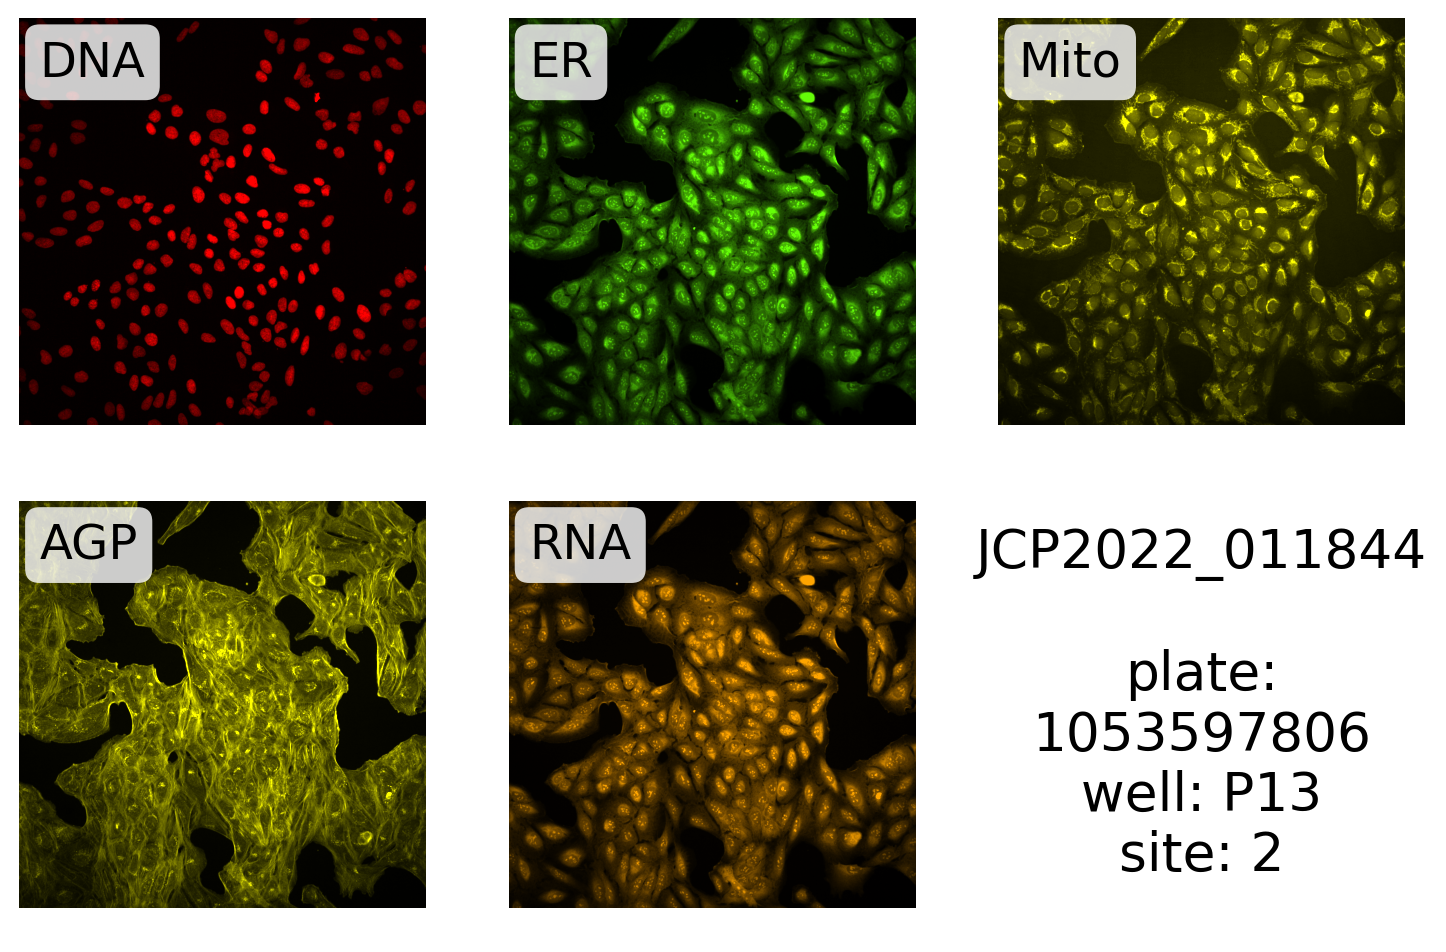 DNA
ER
Mito
AGP
RNA
JCP2022_011844
plate:
1053597806
well: P13
site: 2